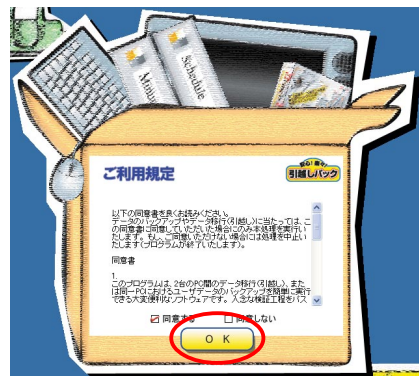 Schedule
ご利用規定
安心!簡単!
引越しパック
以下の同意書を良くお読みください。
データのバックアップやデータ移行(引越し)に当たっては、こ
の同意書に同意していただいた場合にのみ本処理を実行い
たします。もし、ご同意いただけない場合には処理を中止い
たします(プログラムが終了いたします)。
同意書
1.
このプログラムは、2台のPC間のデータ移行(引越し)、また
は同一PCにおけるユーザデータのバックアップを簡単に実行
できる大変便利なソフトウェアです。入念な検証工程をパス
同意する 同意しない
OK